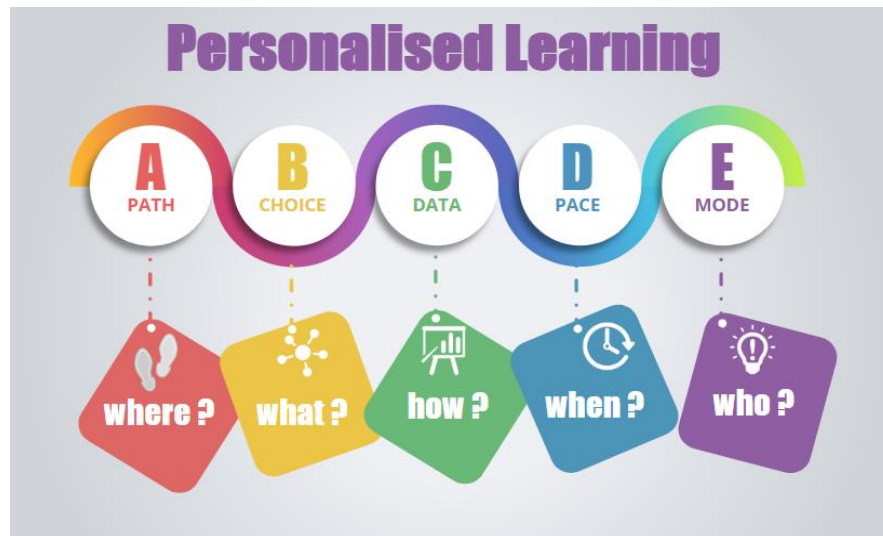 Personalised Learning
A
PATH
B
CHOICE
C
DATA
D
PACE
E
MODE
where ?
what ?
how ?
when ?
who ?